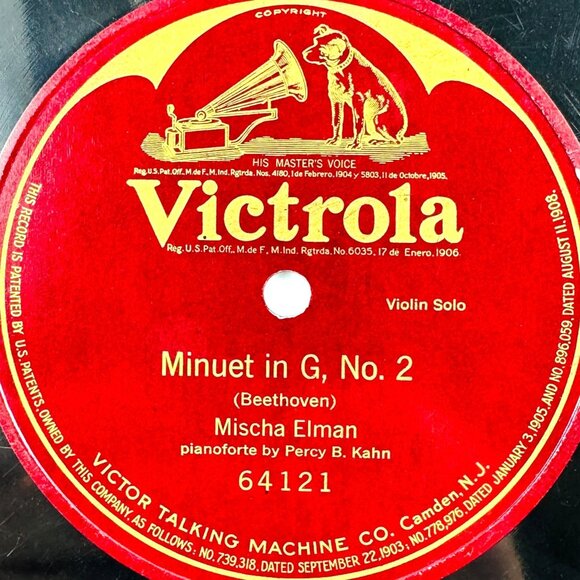 COPYRIGHT
HIS MASTER'S VOICE
Reg. U.S. Pat. Off., M. de F., M. Ind. Rgtrda. Nos. 4180, 1 de Febrero. 1904 y 5803, 11 de Octubre, 1905.
Victrola
Reg. U.S. Pat. Off., M. de F., M. Ind. Rgtrda. No. 6035, 17 de Enero, 1906.
Violin Solo
Minuet in G, No. 2
(Beethoven)
Mischa Elman
pianoforte by Percy B. Kahn
64121
VICTOR TALKING MACHINE CO. Camden, N.J.
THIS RECORD IS PATENTED BY U.S. PATENTS, OWNED BY THIS COMPANY, AS FOLLOWS: NO. 739,318, DATED SEPTEMBER 22, 1903; NO. 778,976, DATED JANUARY 3, 1905, AND NO. 896,059, DATED AUGUST 11, 1908.